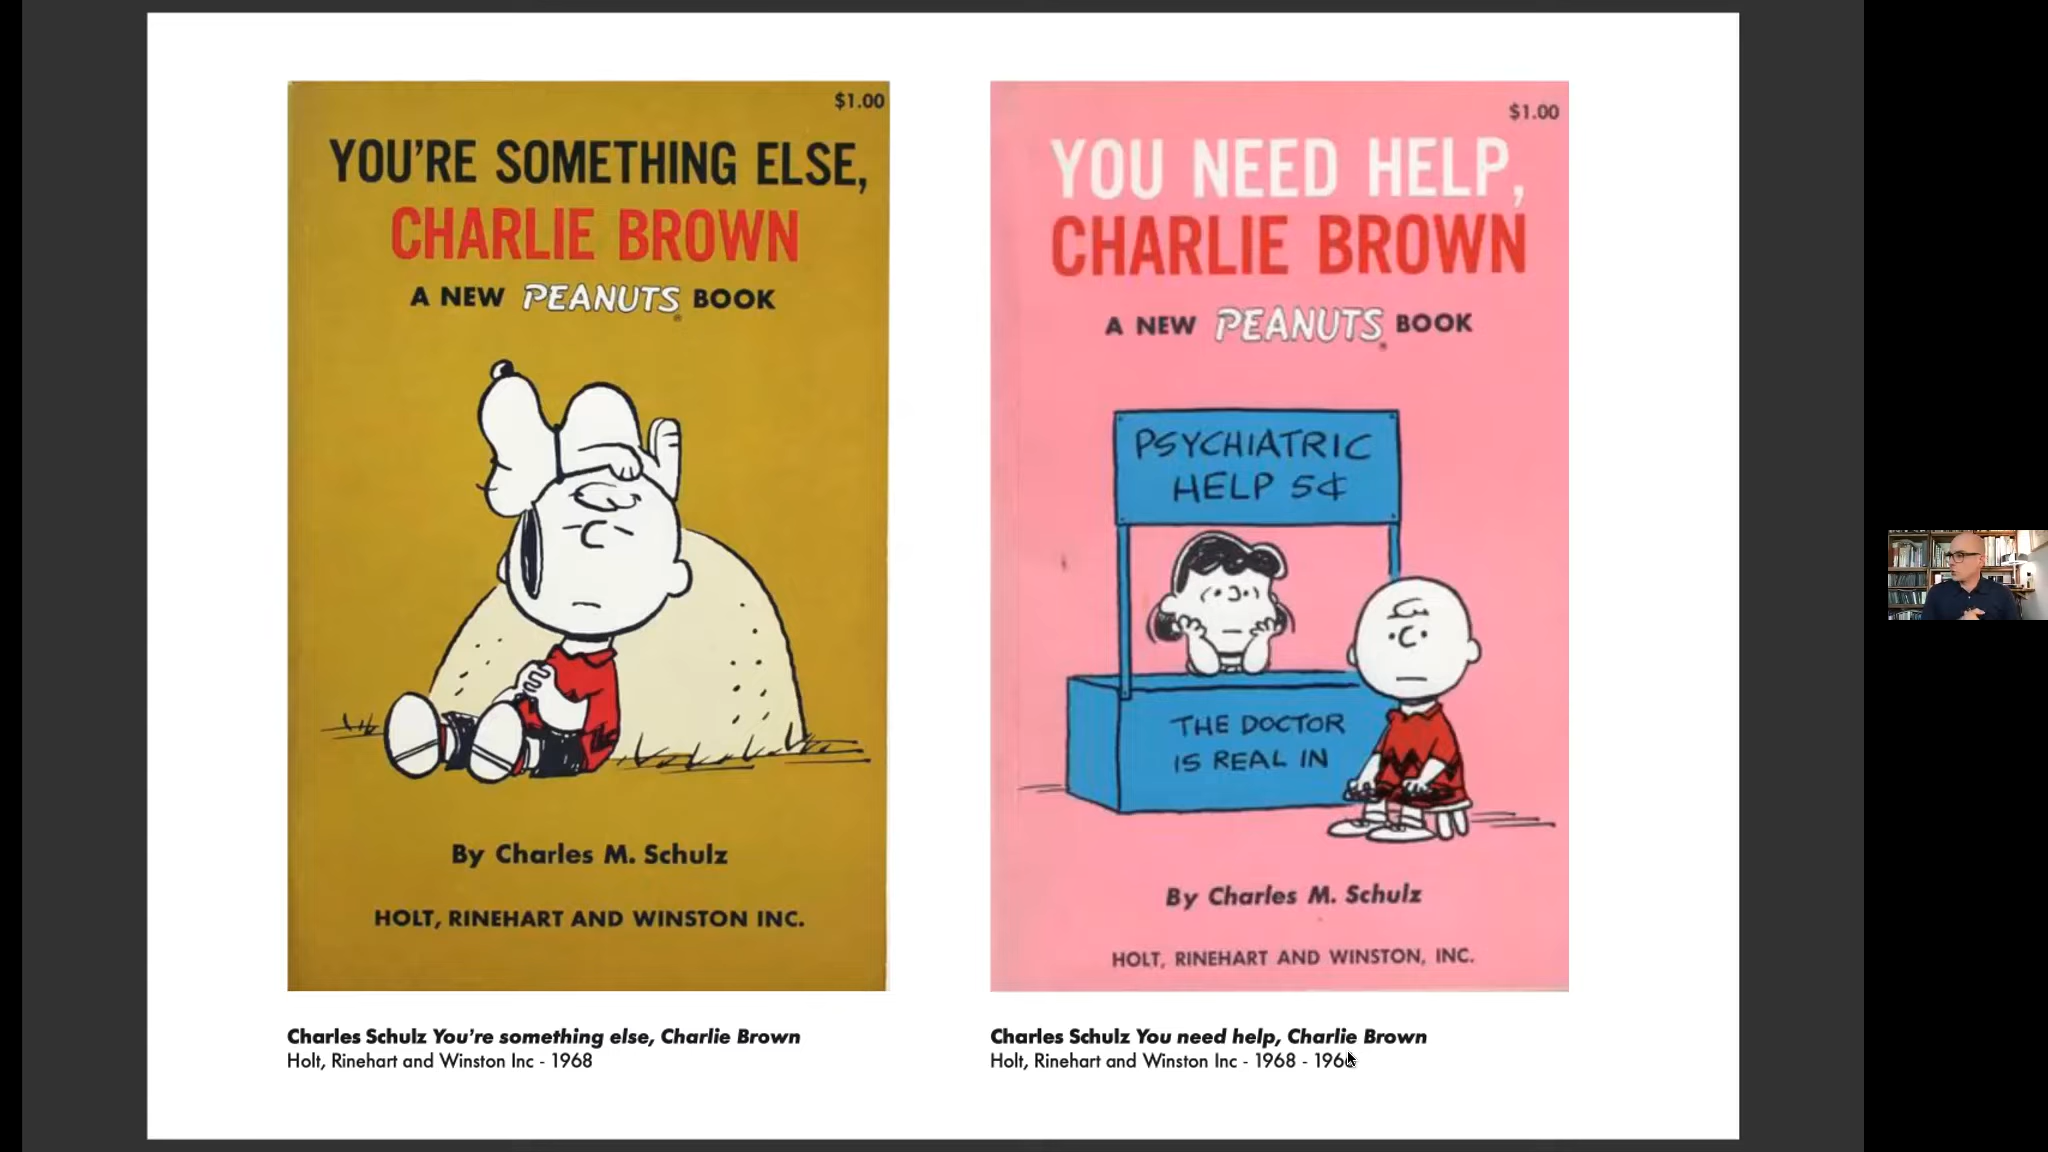 $1.00
YOU'RE SOMETHING ELSE,
CHARLIE BROWN
A NEW PEANUTS® BOOK
By Charles M. Schulz
HOLT, RINEHART AND WINSTON INC.
Charles Schulz You're something else, Charlie Brown
Holt, Rinehart and Winston Inc - 1968
$1.00
YOU NEED HELP,
CHARLIE BROWN
A NEW PEANUTS® BOOK
PSYCHIATRIC
HELP 5¢
THE DOCTOR
IS REAL IN
By Charles M. Schulz
HOLT, RINEHART AND WINSTON, INC.
Charles Schulz You need help, Charlie Brown
Holt, Rinehart and Winston Inc - 1968 -